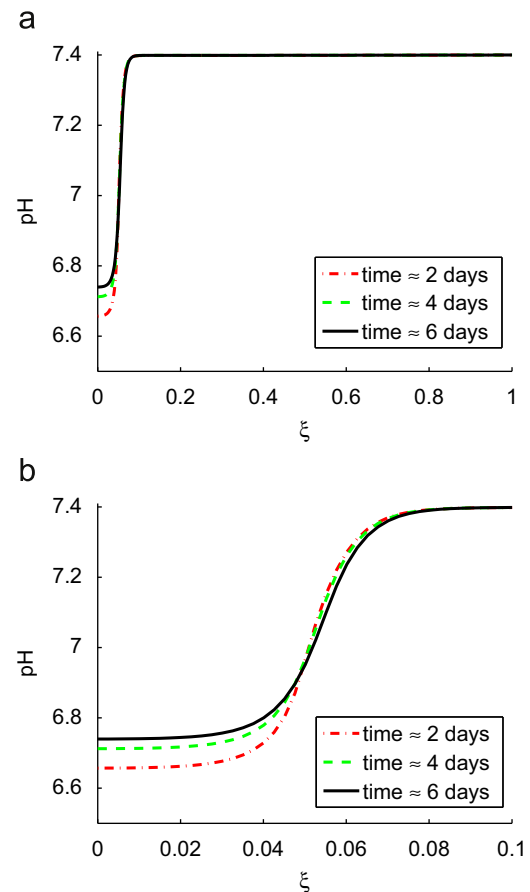 a
7.4
7.2
7
6.8
6.6
pH
time ≈ 2 days
time ≈ 4 days
time ≈ 6 days
0 0.2 0.4 0.6 0.8 1
ξ
b
7.4
7.2
7
6.8
6.6
pH
time ≈ 2 days
time ≈ 4 days
time ≈ 6 days
0 0.02 0.04 0.06 0.08 0.1
ξ